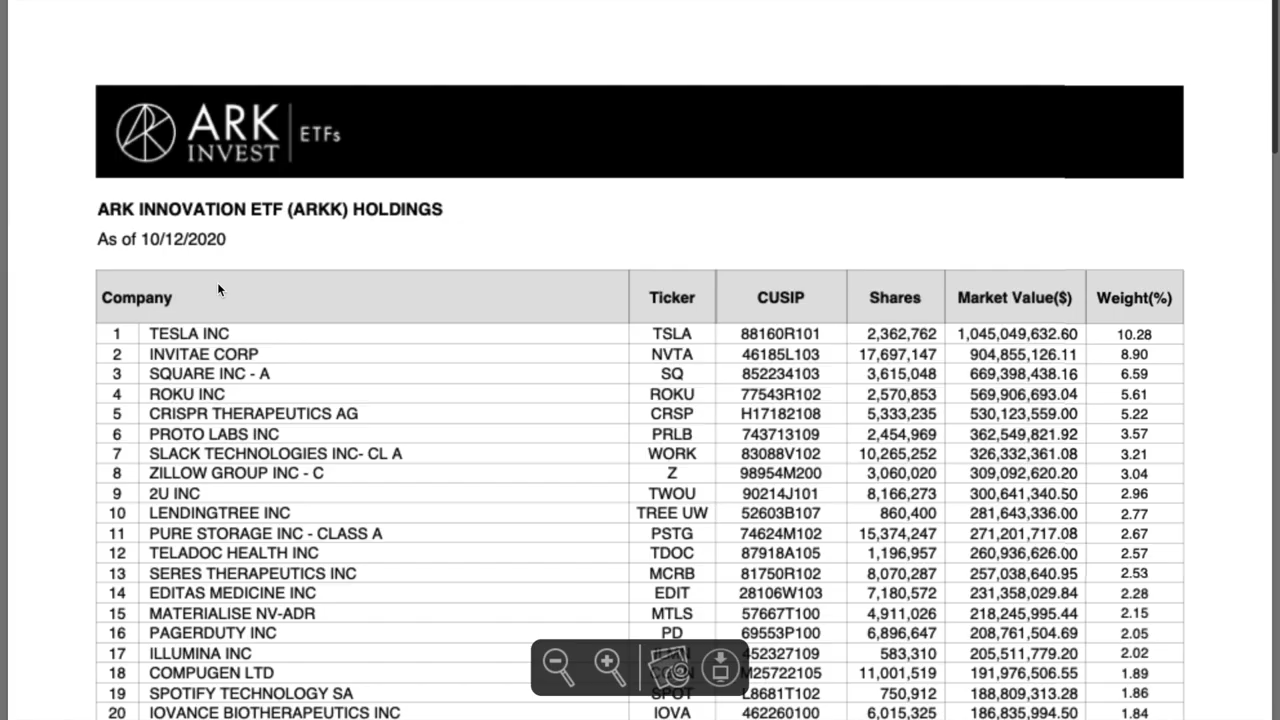 ARK INVEST | ETFs
ARK INNOVATION ETF (ARKK) HOLDINGS
As of 10/12/2020
Company Ticker CUSIP Shares Market Value($) Weight(%)
1 TESLA INC TSLA 88160R101 2,362,762 1,045,049,632.60 10.28
2 INVITAE CORP NVTA 46185L103 17,697,147 904,855,126.11 8.90
3 SQUARE INC - A SQ 852234103 3,615,048 669,398,438.16 6.59
4 ROKU INC ROKU 77543R102 2,570,853 569,906,693.04 5.61
5 CRISPR THERAPEUTICS AG CRSP H17182108 5,333,235 530,123,559.00 5.22
6 PROTO LABS INC PRLB 743713109 2,454,969 362,549,821.92 3.57
7 SLACK TECHNOLOGIES INC- CL A WORK 83088V102 10,265,252 326,332,361.08 3.21
8 ZILLOW GROUP INC - C Z 98954M200 3,060,020 309,092,620.20 3.04
9 2U INC TWOU 90214J101 8,166,273 300,641,340.50 2.96
10 LENDINGTREE INC TREE UW 52603B107 860,400 281,643,336.00 2.77
11 PURE STORAGE INC - CLASS A PSTG 74624M102 15,374,247 271,201,717.08 2.67
12 TELADOC HEALTH INC TDOC 87918A105 1,196,957 260,936,626.00 2.57
13 SERES THERAPEUTICS INC MCRB 81750R102 8,070,287 257,038,640.95 2.53
14 EDITAS MEDICINE INC EDIT 28106W103 7,180,572 231,358,029.84 2.28
15 MATERIALISE NV-ADR MTLS 57667T100 4,911,026 218,245,995.44 2.15
16 PAGERDUTY INC PD 69553P100 6,896,647 208,761,504.69 2.05
17 ILLUMINA INC 452327109 583,310 205,511,779.20 2.02
18 COMPUGEN LTD M25722105 11,001,519 191,976,506.55 1.89
19 SPOTIFY TECHNOLOGY SA SPOT L8681T102 750,912 188,809,313.28 1.86
20 IOVANCE BIOTHERAPEUTICS INC IOVA 462260100 6,015,325 186,835,994.50 1.84